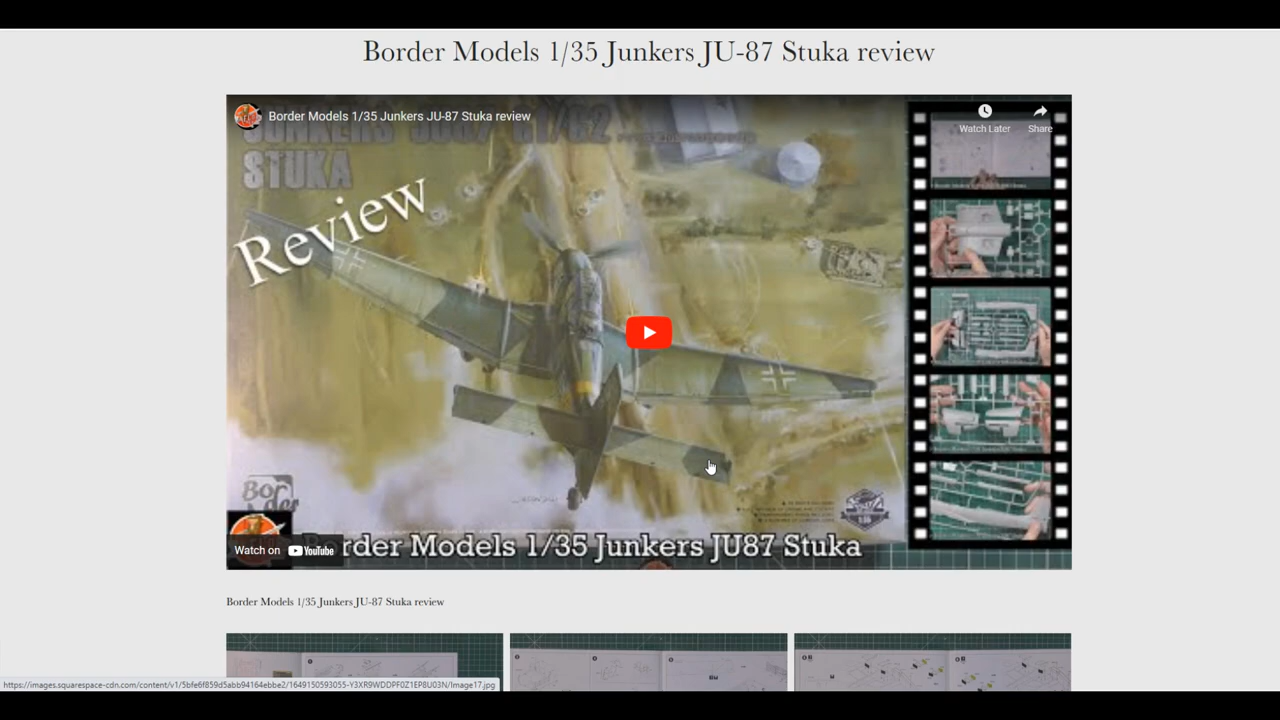 Border Models 1/35 Junkers JU-87 Stuka review
Border Models 1/35 Junkers JU-87 Stuka review
Watch Later
Share
STUKA
Review
Border
Watch on YouTube
Border Models 1/35 Junkers JU87 Stuka
Border Models 1/35 Junkers JU-87 Stuka review
https://images.squarespace-cdn.com/content/v1/5bfe6f859d5abb94164ebbe2/1649150593055-Y3XR9WDDPF0Z1EP8U03N/Image17.jpg